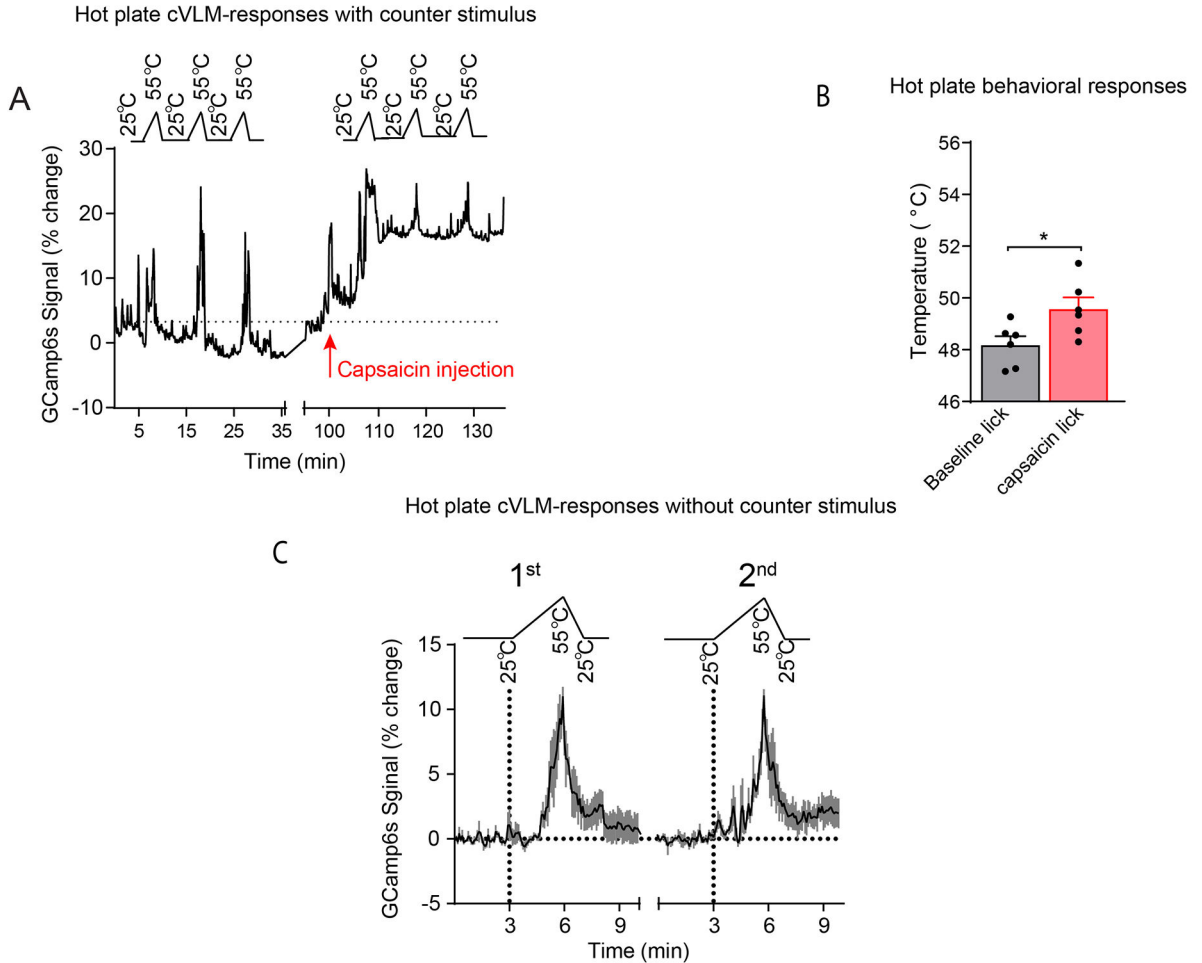 Hot plate cVLM-responses with counter stimulus
A
25°C 55°C 25°C 55°C 25°C 55°C 25°C 55°C 25°C 55°C 25°C 55°C
GCamp6s Signal (% change)
30
20
10
0
-10
Capsaicin injection
5 15 25 35 100 110 120 130
Time (min)
B
Hot plate behavioral responses
Temperature ( °C)
56
54
52
50
48
46
*
Baseline lick
capsaicin lick
Hot plate cVLM-responses without counter stimulus
C
1st 2nd
25°C 55°C 25°C 25°C 55°C 25°C
GCamp6s Sginal (% change)
15
10
5
0
-5
3 6 9 3 6 9
Time (min)